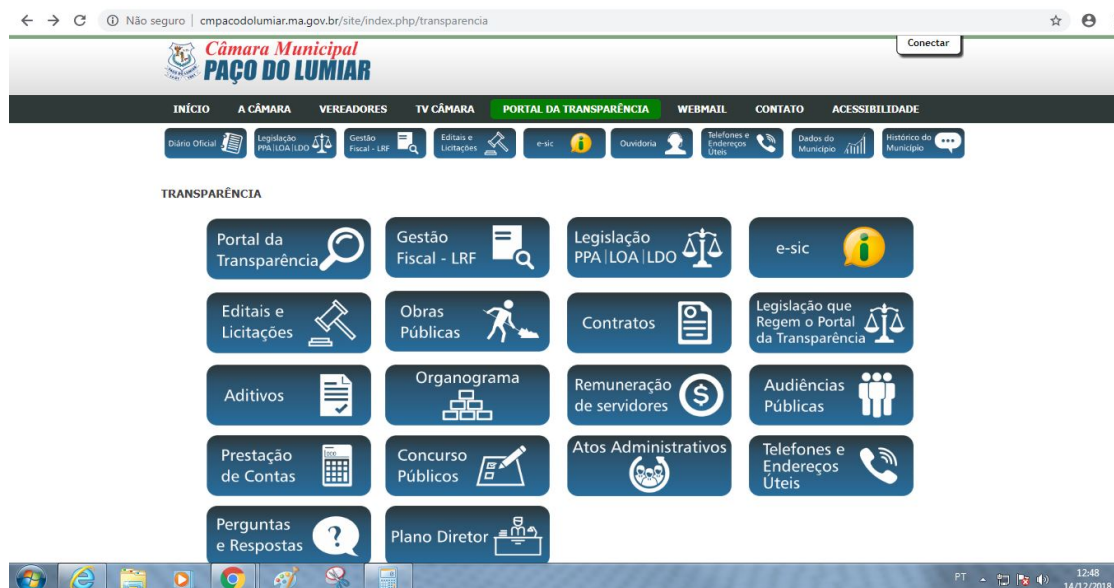 Não seguro | cmpacodolumiar.ma.gov.br/site/index.php/transparencia
Conectar
Câmara Municipal
PAÇO DO LUMIAR
INÍCIO A CÂMARA VEREADORES TV CÂMARA PORTAL DA TRANSPARÊNCIA WEBMAIL CONTATO ACESSIBILIDADE
Diário Oficial
Legislação
PPA|LOA|LDO
Gestão
Fiscal - LRF
Editais e
Licitações
e-sic
Ouvidoria
Telefones e
Endereços
Úteis
Dados do
Município
Histórico do
Município
TRANSPARÊNCIA
Portal da
Transparência
Gestão
Fiscal - LRF
Legislação
PPA|LOA|LDO
e-sic
Editais e
Licitações
Obras
Públicas
Contratos
Legislação que
Regem o Portal
da Transparência
Aditivos
Organograma
Remuneração
de servidores
Audiências
Públicas
Prestação
de Contas
Concurso
Públicos
Atos Administrativos
Telefones e
Endereços
Úteis
Perguntas
e Respostas
Plano Diretor
PT
12:48
14/12/2018